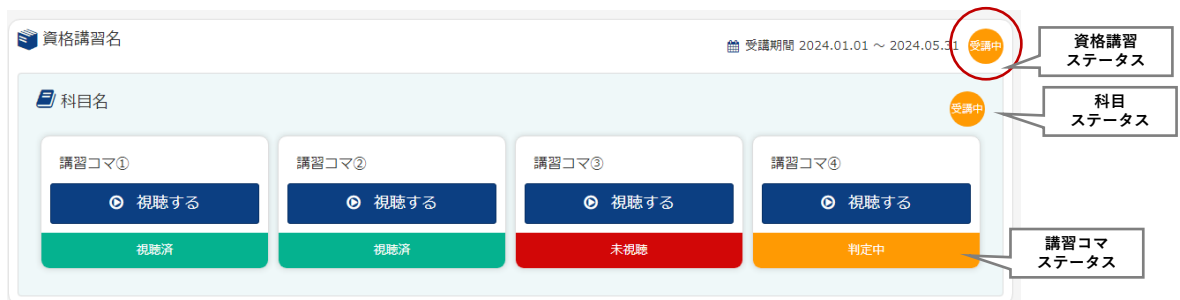 資格講習名
受講期間 2024.01.01 ～ 2024.05.31
受講中
資格講習
ステータス
科目名
受講中
科目
ステータス
講習コマ①
講習コマ②
講習コマ③
講習コマ④
視聴する
視聴する
視聴する
視聴する
視聴済
視聴済
未視聴
判定中
講習コマ
ステータス